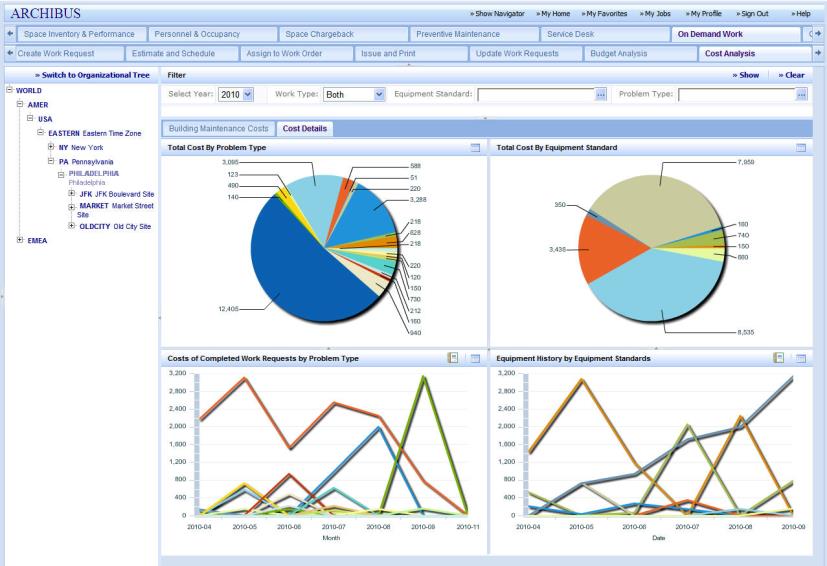 ARCHIBUS
» Show Navigator » My Home » My Favorites » My Jobs » My Profile » Sign Out » Help
Space Inventory & Performance Personnel & Occupancy Space Chargeback Preventive Maintenance Service Desk On Demand Work
Create Work Request Estimate and Schedule Assign to Work Order Issue and Print Update Work Requests Budget Analysis Cost Analysis
» Switch to Organizational Tree
WORLD
AMER
USA
EASTERN Eastern Time Zone
NY New York
PA Pennsylvania
PHILADELPHIA
Philadelphia
JFK JFK Boulevard Site
MARKET Market Street
Site
OLDCITY Old City Site
EMEA
Filter » Show » Clear
Select Year: 2010 Work Type: Both Equipment Standard: ... Problem Type: ...
Building Maintenance Costs Cost Details
Total Cost By Problem Type
3,095
123
490
140
12,405
588
51
220
3,288
218
628
218
220
120
150
730
212
160
940
Total Cost By Equipment Standard
7,959
350
3,438
180
740
150
660
8,535
Costs of Completed Work Requests by Problem Type
3,200
2,800
2,400
2,000
1,600
1,200
800
400
0
2010-04 2010-05 2010-06 2010-07 2010-08 2010-09 2010-11
Month
Equipment History by Equipment Standards
3,200
2,800
2,400
2,000
1,600
1,200
800
400
0
2010-04 2010-05 2010-06 2010-07 2010-08 2010-09
Date